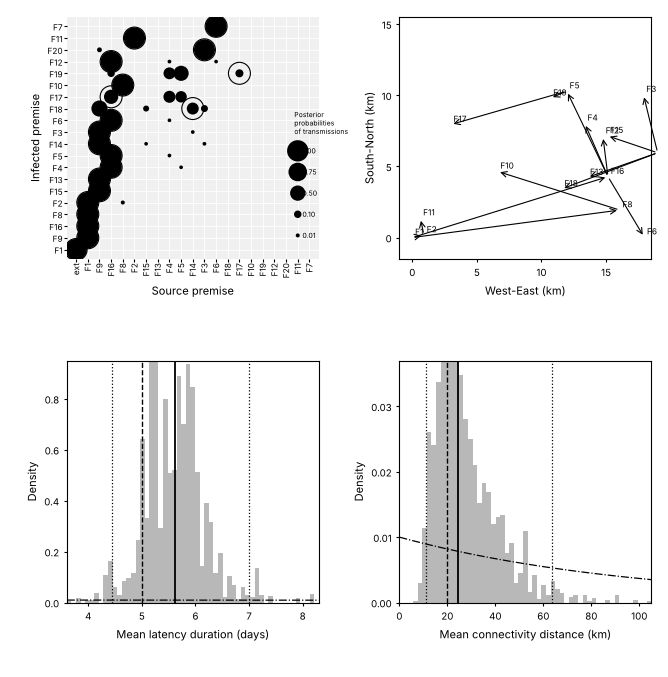 F7
F11
F20
F12
F19
F10
F17
F18
F6
F3
F14
F5
F4
F13
F15
F2
F8
F16
F9
F1
Infected premise
ext
F1
F9
F16
F8
F2
F15
F13
F4
F5
F14
F3
F6
F18
F17
F10
F19
F12
F20
F11
F7
Source premise
Posterior
probabilities
of transmissions
0.10
0.01
15
10
5
0
South-North (km)
F5
F17
F4
F3
F10
F16
F8
F11
F2
F6
0
5
10
15
West-East (km)
0.8
0.6
0.4
0.2
0.0
Density
4
5
6
7
8
Mean latency duration (days)
0.03
0.02
0.01
0.00
Density
0
20
40
60
80
100
Mean connectivity distance (km)